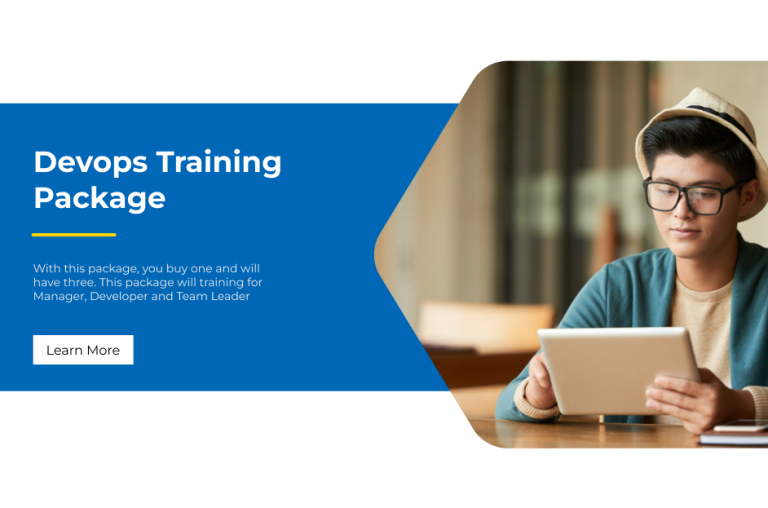 Devops Training
Package
With this package, you buy one and will
have three. This package will training for
Manager, Developer and Team Leader
Learn More